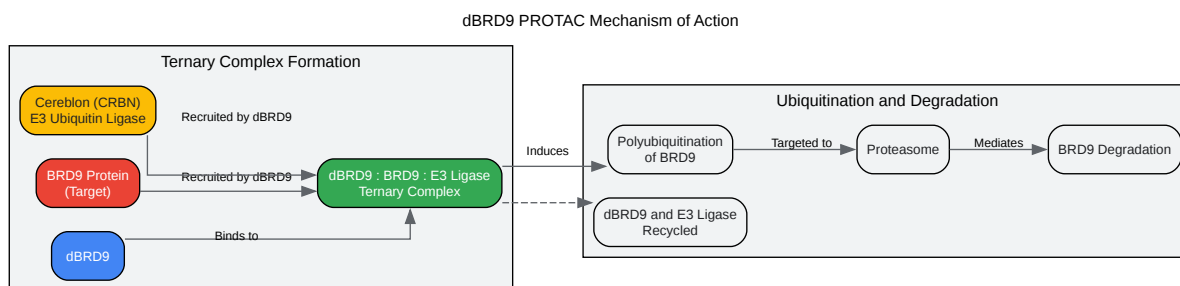 dBRD9 PROTAC Mechanism of Action
Ternary Complex Formation
Cereblon (CRBN)
E3 Ubiquitin Ligase
Recruited by dBRD9
BRD9 Protein
(Target)
Recruited by dBRD9
dBRD9 : BRD9 : E3 Ligase
Ternary Complex
dBRD9
Binds to
Induces
Ubiquitination and Degradation
Polyubiquitination
of BRD9
Targeted to
Proteasome
Mediates
BRD9 Degradation
dBRD9 and E3 Ligase
Recycled